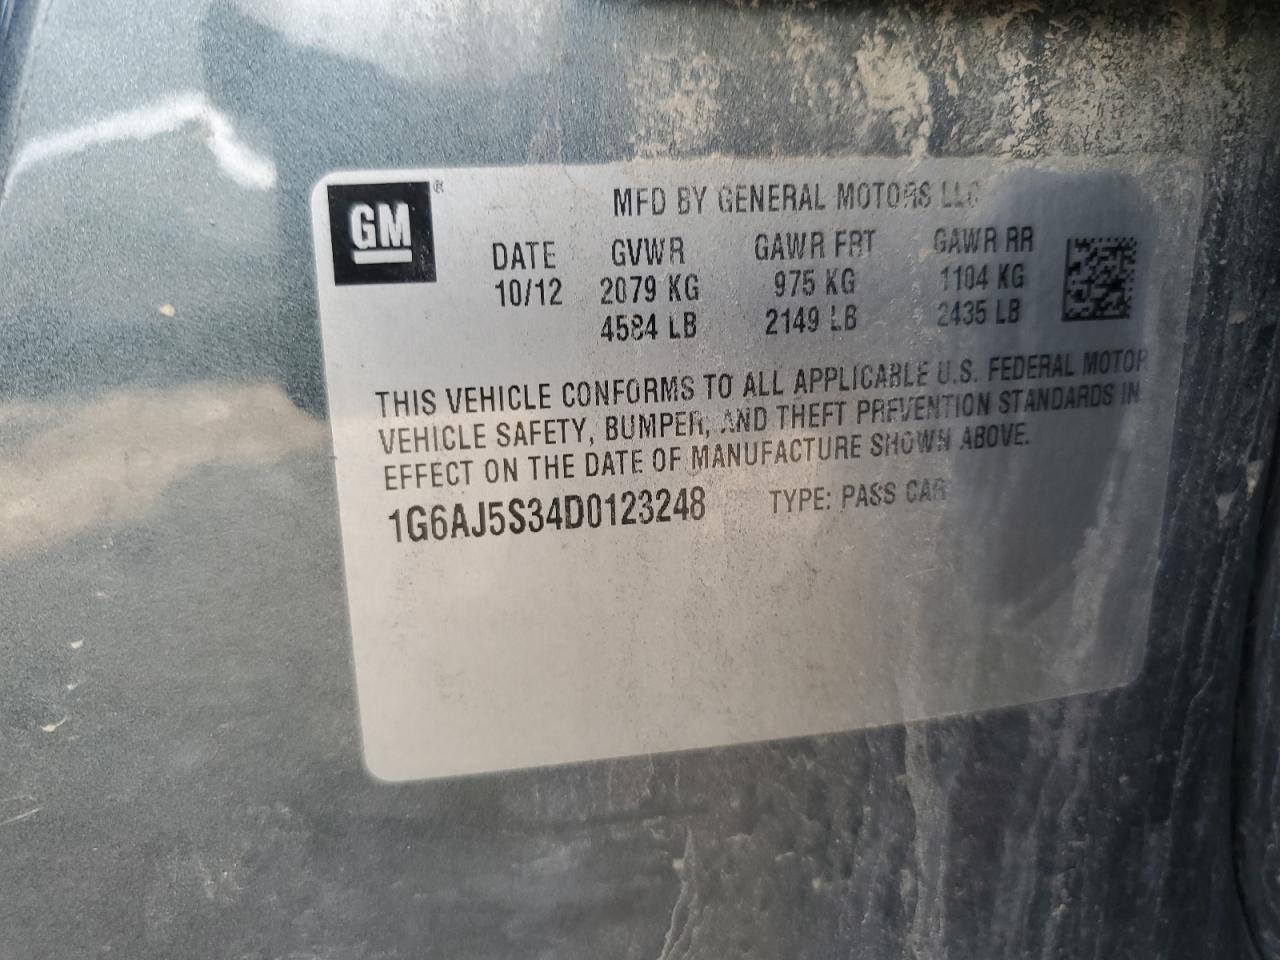 GM®
MFD BY GENERAL MOTORS LLC
DATE GVWR GAWR FRT GAWR RR
10/12 2079 KG 975 KG 1104 KG
4584 LB 2149 LB 2435 LB
THIS VEHICLE CONFORMS TO ALL APPLICABLE U.S. FEDERAL MOTOR
VEHICLE SAFETY, BUMPER, AND THEFT PREVENTION STANDARDS IN
EFFECT ON THE DATE OF MANUFACTURE SHOWN ABOVE.
1G6AJ5S34D0123248 TYPE: PASS CAR